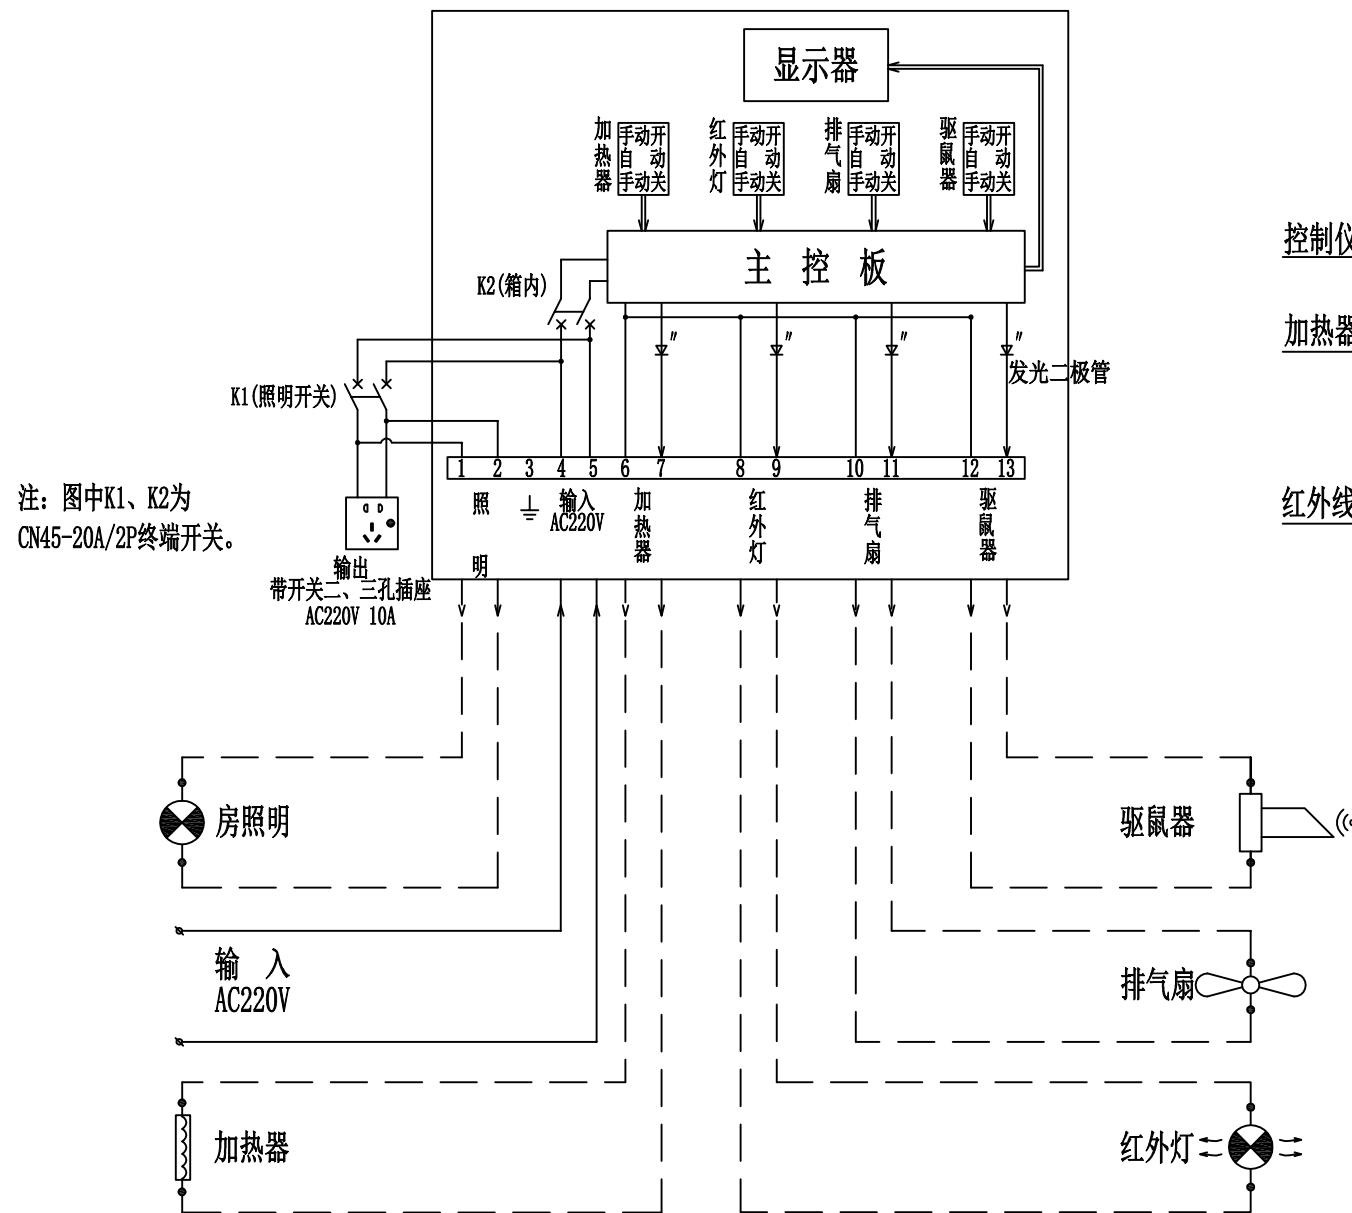 显示器
加热器
手动开
自 动
手动关
红外灯
手动开
自 动
手动关
排气扇
手动开
自 动
手动关
驱鼠器
手动开
自 动
手动关
主 控 板
控制仪
K2(箱内)
加热器
"
"
"
"
发光二极管
K1(照明开关)
1 2 3 4 5 6 7 8 9 10 11 12 13
注：图中K1、K2为
CN45-20A/2P终端开关。
照明
输入
AC220V
加热器
红外灯
排气扇
驱鼠器
红外线
输出
带开关二、三孔插座
AC220V 10A
房照明
驱鼠器
输 入
AC220V
排气扇
加热器
红外灯